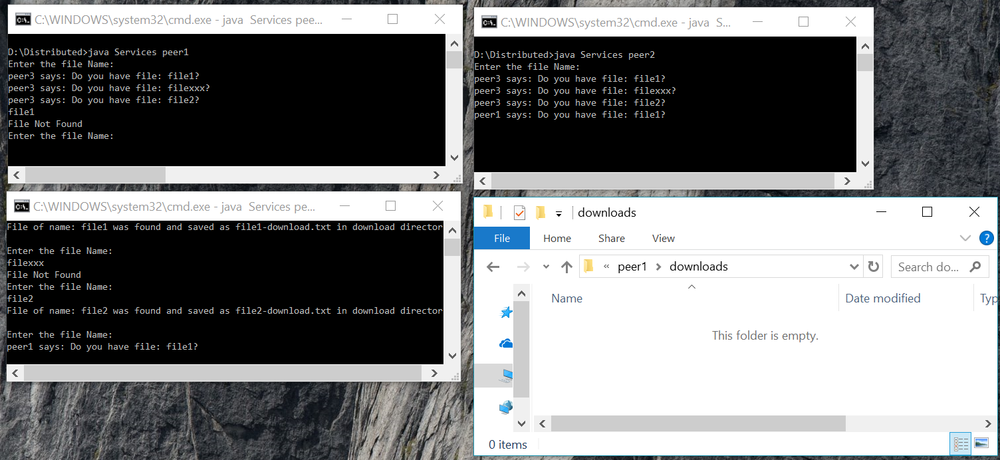 C:\WINDOWS\system32\cmd.exe - java  Services pee...
D:\Distributed>java Services peer1
Enter the file Name:
peer3 says: Do you have file: file1?
peer3 says: Do you have file: filexxx?
peer3 says: Do you have file: file2?
file1
File Not Found
Enter the file Name:
C:\WINDOWS\system32\cmd.exe - java  S...
D:\Distributed>java Services peer2
Enter the file Name:
peer3 says: Do you have file: file1?
peer3 says: Do you have file: filexxx?
peer3 says: Do you have file: file2?
peer1 says: Do you have file: file1?
C:\WINDOWS\system32\cmd.exe - java  Services pe...
File of name: file1 was found and saved as file1-download.txt in download director
Enter the file Name:
filexxx
File Not Found
Enter the file Name:
file2
File of name: file2 was found and saved as file2-download.txt in download director
Enter the file Name:
peer1 says: Do you have file: file1?
downloads
File Home Share View
« peer1 > downloads Search do...
Name Date modified Typ
This folder is empty.
0 items